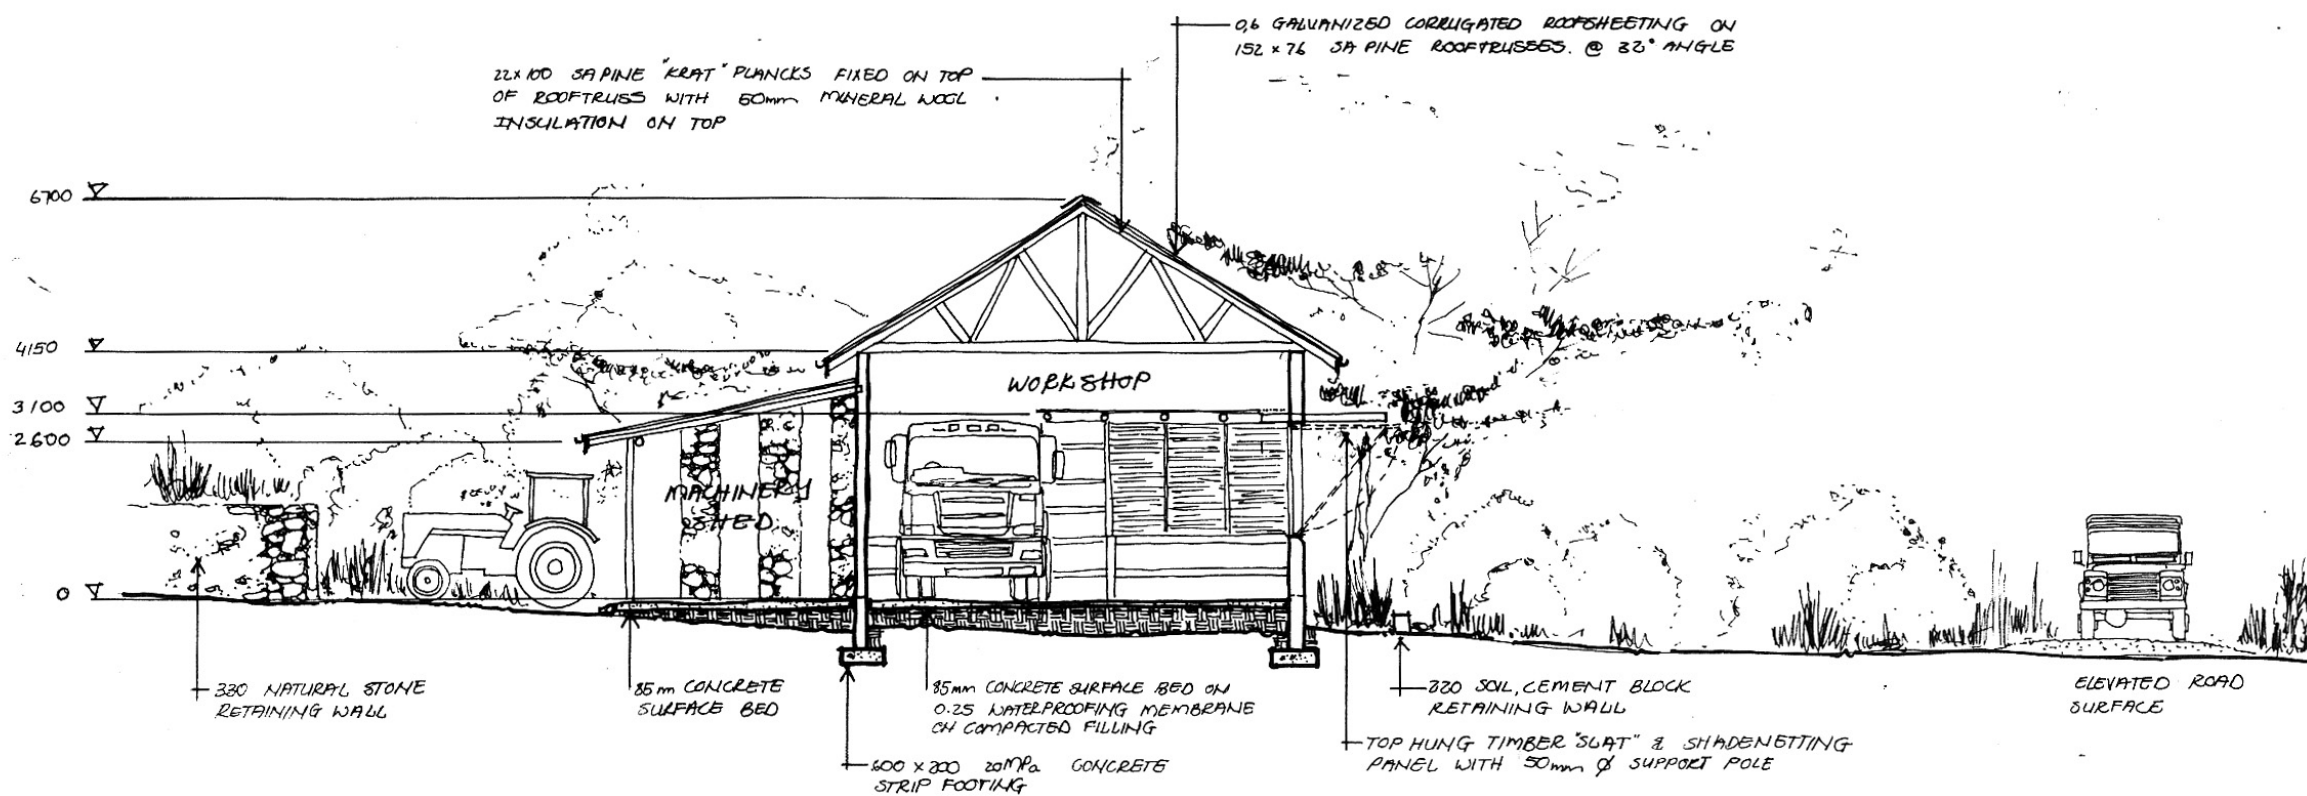 0,6 GALVANIZED CORRUGATED ROOFSHEETING ON
152 x 76 SA PINE ROOFTRUSSES. @ 32° ANGLE
22x100 SA PINE "KRAT" PLANCKS FIXED ON TOP
OF ROOFTRUSS WITH 50mm MINERAL WOOL
INSULATION ON TOP
6700
4150
3100
2600
0
WORKSHOP
MACHINERY
SHED
330 NATURAL STONE
RETAINING WALL
85m CONCRETE
SURFACE BED
85mm CONCRETE SURFACE BED ON
0.25 WATERPROOFING MEMBRANE
ON COMPACTED FILLING
600 x 200 20MPa CONCRETE
STRIP FOOTING
220 SOIL, CEMENT BLOCK
RETAINING WALL
TOP HUNG TIMBER "SLAT" & SHADENETTING
PANEL WITH 50mm Ø SUPPORT POLE
ELEVATED ROAD
SURFACE